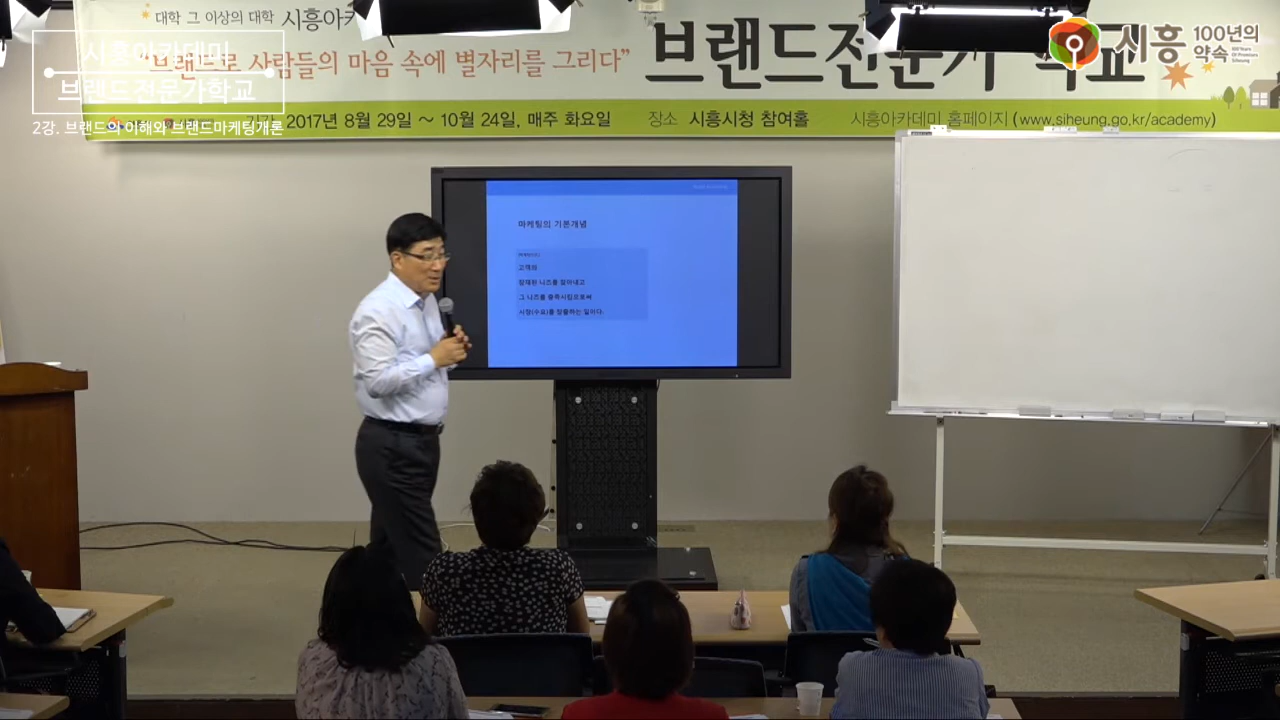 대학 그 이상의 대학 시흥아카
"브랜드로 사람들의 마음 속에 별자리를 그리다"
브랜드전문가 학교
2017년 8월 29일 ~ 10월 24일, 매주 화요일 장소 시흥시청 참여홀 시흥아카데미 홈페이지 (www.siheung.go.kr/academy)
시흥아카데미
브랜드전문가학교
2강. 브랜드의 이해와 브랜드마케팅개론
시흥 100년의 약속
마케팅의 기본개념
고객의
잠재된 니즈를 찾아내고
그 니즈를 충족시킴으로써
시장(수요)를 창출하는 일이다.